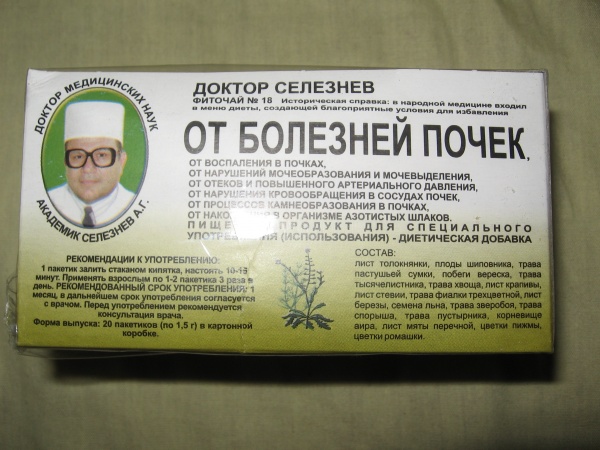 ДОКТОР МЕДИЦИНСКИХ НАУК
АКАДЕМИК СЕЛЕЗНЕВ А.Г.
ДОКТОР СЕЛЕЗНЕВ
ФИТОЧАЙ № 18 Историческая справка: в народной медицине входил
в меню диеты, создающей благоприятные условия для избавления
ОТ БОЛЕЗНЕЙ ПОЧЕК,
ОТ ВОСПАЛЕНИЯ В ПОЧКАХ,
ОТ НАРУШЕНИЙ МОЧЕОБРАЗОВАНИЯ И МОЧЕВЫДЕЛЕНИЯ,
ОТ ОТЕКОВ И ПОВЫШЕННОГО АРТЕРИАЛЬНОГО ДАВЛЕНИЯ,
ОТ НАРУШЕНИЯ КРОВООБРАЩЕНИЯ В СОСУДАХ ПОЧЕК,
ОТ ПРОЦЕССОВ КАМНЕОБРАЗОВАНИЯ В ПОЧКАХ,
ОТ В ОРГАНИЗМЕ АЗОТИСТЫХ ШЛАКОВ.
ПРОДУКТ ДЛЯ СПЕЦИАЛЬНОГО
УПОТРЕБЛЕНИЯ (ИСПОЛЬЗОВАНИЯ) - ДИЕТИЧЕСКАЯ ДОБАВКА
РЕКОМЕНДАЦИИ К УПОТРЕБЛЕНИЮ:
1 пакетик залить стаканом кипятка, настоять 10-15
минут. Применять взрослым по 1-2 пакетика 3 раза в
день. РЕКОМЕНДОВАННЫЙ СРОК УПОТРЕБЛЕНИЯ: 1
месяц, в дальнейшем срок употребления согласуется
с врачом. Перед употреблением рекомендуется
консультация врача.
Форма выпуска: 20 пакетиков (по 1,5 г) в картонной
коробке.
СОСТАВ:
лист толокнянки, плоды шиповника, трава
пастушьей сумки, побеги вереска, трава
тысячелистника, трава хвоща, лист крапивы,
лист стевии, трава фиалки трехцветной, лист
березы, семена льна, трава зверобоя, трава
спорыша, трава пустырника, корневище
аира, лист мяты перечной, цветки пижмы,
цветки ромашки.